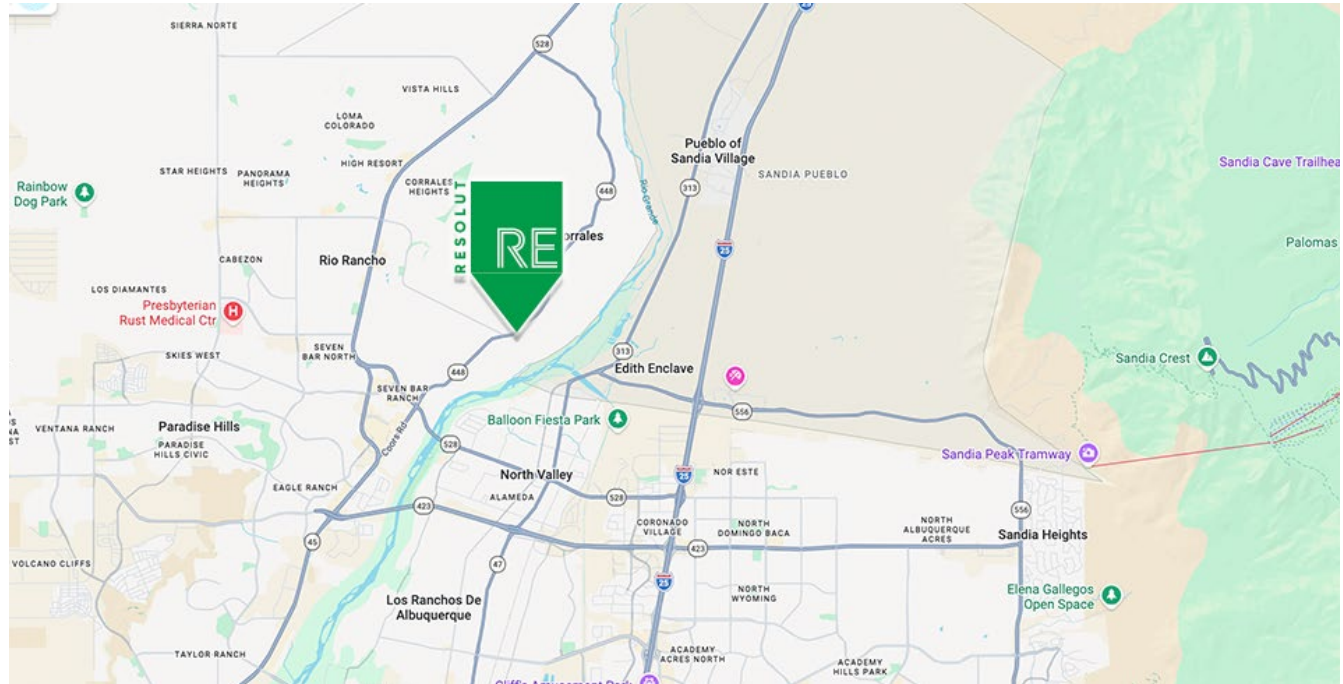 SIERRA NORTE
528
25
VISTA HILLS
LOMA
COLORADO
Pueblo of
Sandia Village
HIGH RESORT
Sandia Cave Trailhea
STAR HEIGHTS
PANORAMA
HEIGHTS
SANDIA PUEBLO
Rainbow
Dog Park
CORRALES
HEIGHTS
313
448
Rio Grande
RESOLUT
RE
orrales
Palomas
25
CABEZON
Rio Rancho
LOS DIAMANTES
Presbyterian
Rust Medical Ctr
H
SKIES WEST
SEVEN
BAR NORTH
313
Sandia Crest
Edith Enclave
448
SEVEN BAR
RANCH
556
Balloon Fiesta Park
VENTANA RANCH
Paradise Hills
PARADISE
HILLS CIVIC
Coors Rd
528
Sandia Peak Tramway
North Valley
NOR ESTE
25
EAGLE RANCH
ALAMEDA
528
423
556
CORONADO
VILLAGE
NORTH
DOMINGO BACA
NORTH
ALBUQUERQUE
ACRES
Sandia Heights
45
423
47
VOLCANO CLIFFS
25
NORTH
WYOMING
Elena Gallegos
Open Space
Los Ranchos De
Albuquerque
TAYLOR RANCH
ACADEMY
ACRES NORTH
ACADEMY
HILLS PARK
Cliff's Amusement Park